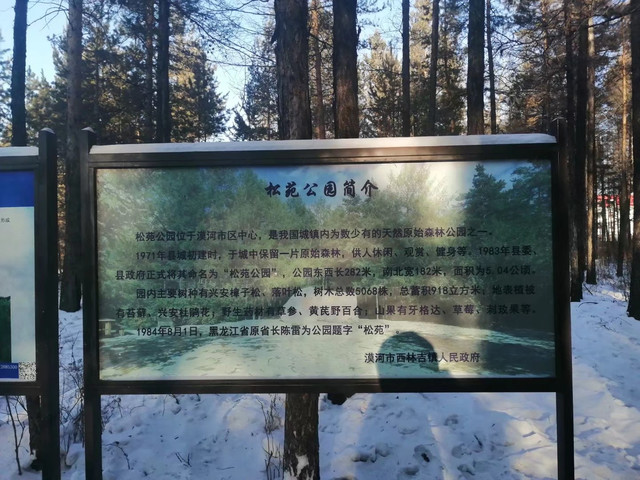 松苑公园简介
松苑公园位于漠河市区中心,是我国城镇内为数少有的天然原始森林公园之一。
1971年县城初建时,于城中保留一片原始森林,供人休闲、观赏、健身等。1983年县委、
县政府正式将其命名为“松苑公园”,公园东西长282米,南北宽182米,面积为5.04公顷。
园内主要树种有兴安樟子松、落叶松,树木总数5068株,总蓄积918立方米。地表植被
有苔藓、兴安杜鹃花;野生药材有草参、黄芪野百合;山果有牙格达、草莓、刺玫果等。
1984年8月1日,黑龙江省原省长陈雷为公园题字“松苑”。
漠河市西林吉镇人民政府